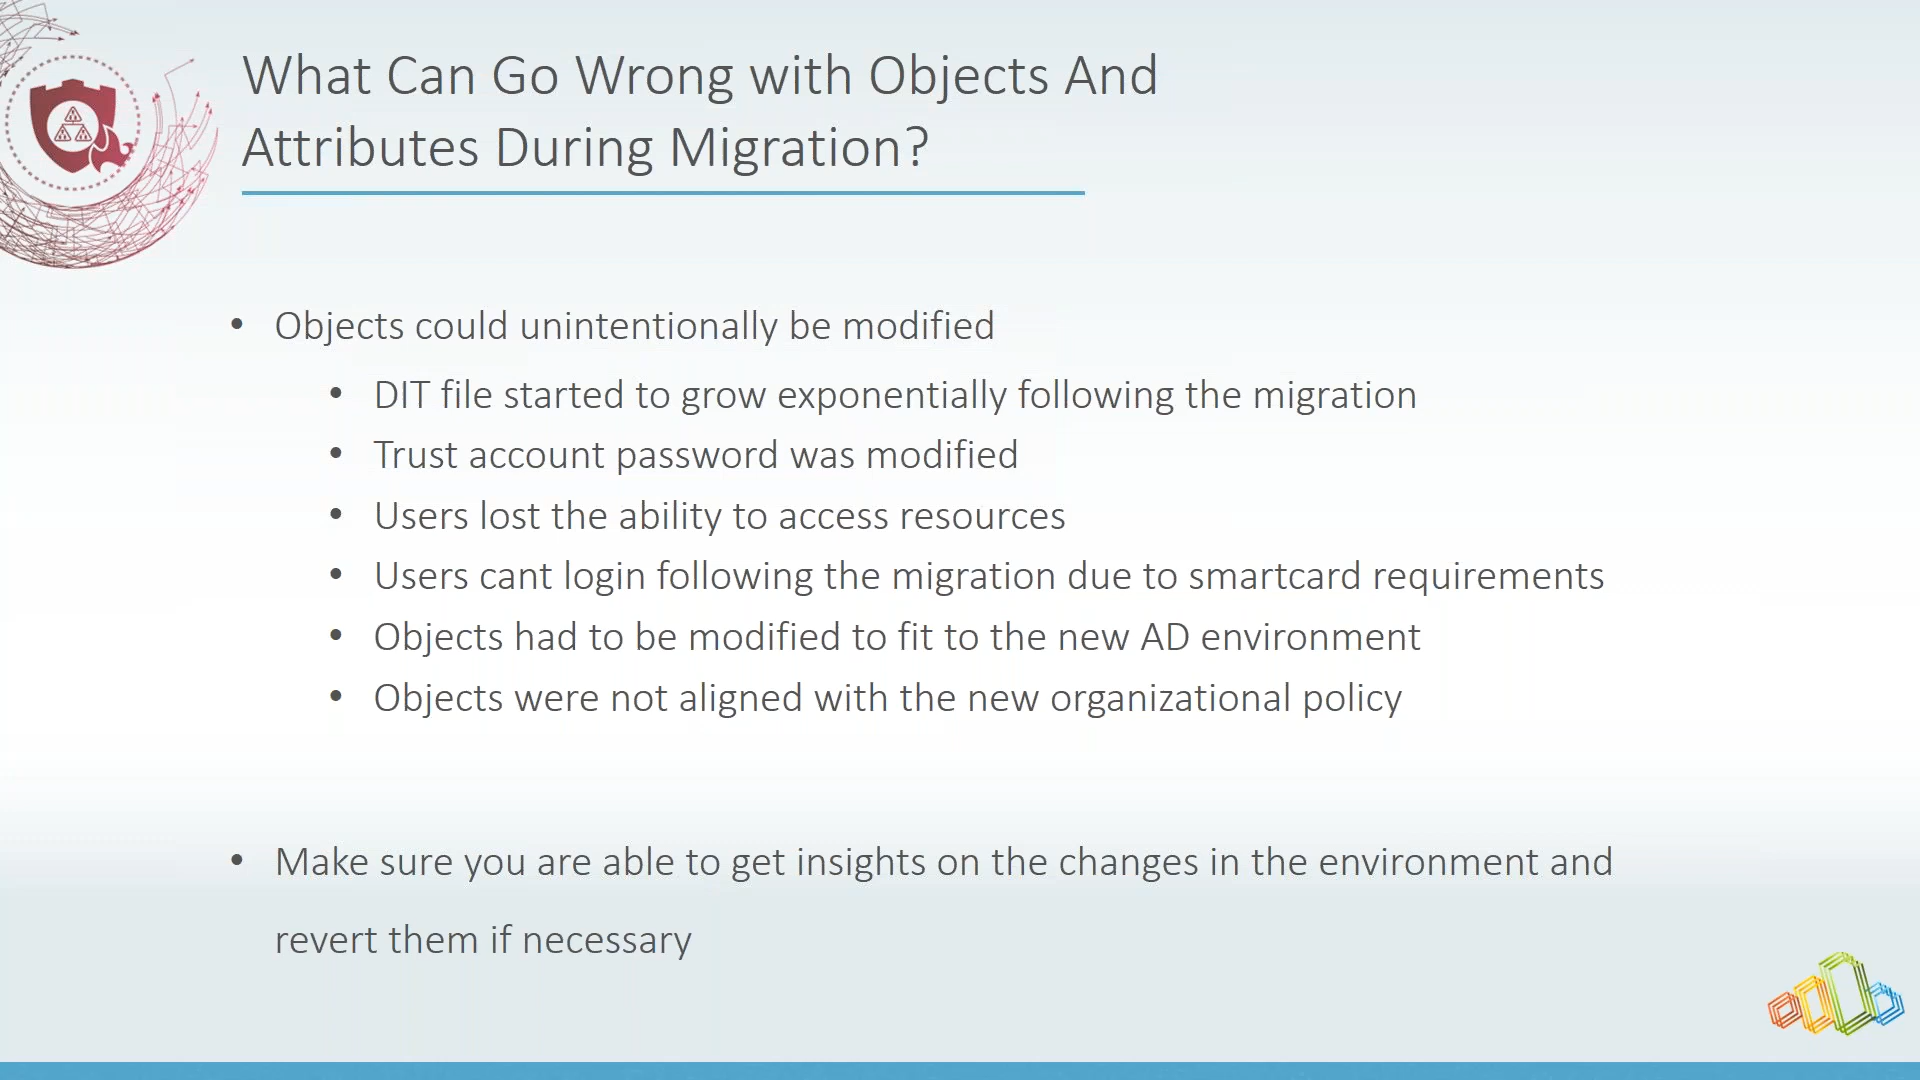 What Can Go Wrong with Objects And
Attributes During Migration?
• Objects could unintentionally be modified
• DIT file started to grow exponentially following the migration
• Trust account password was modified
• Users lost the ability to access resources
• Users cant login following the migration due to smartcard requirements
• Objects had to be modified to fit to the new AD environment
• Objects were not aligned with the new organizational policy
• Make sure you are able to get insights on the changes in the environment and
revert them if necessary